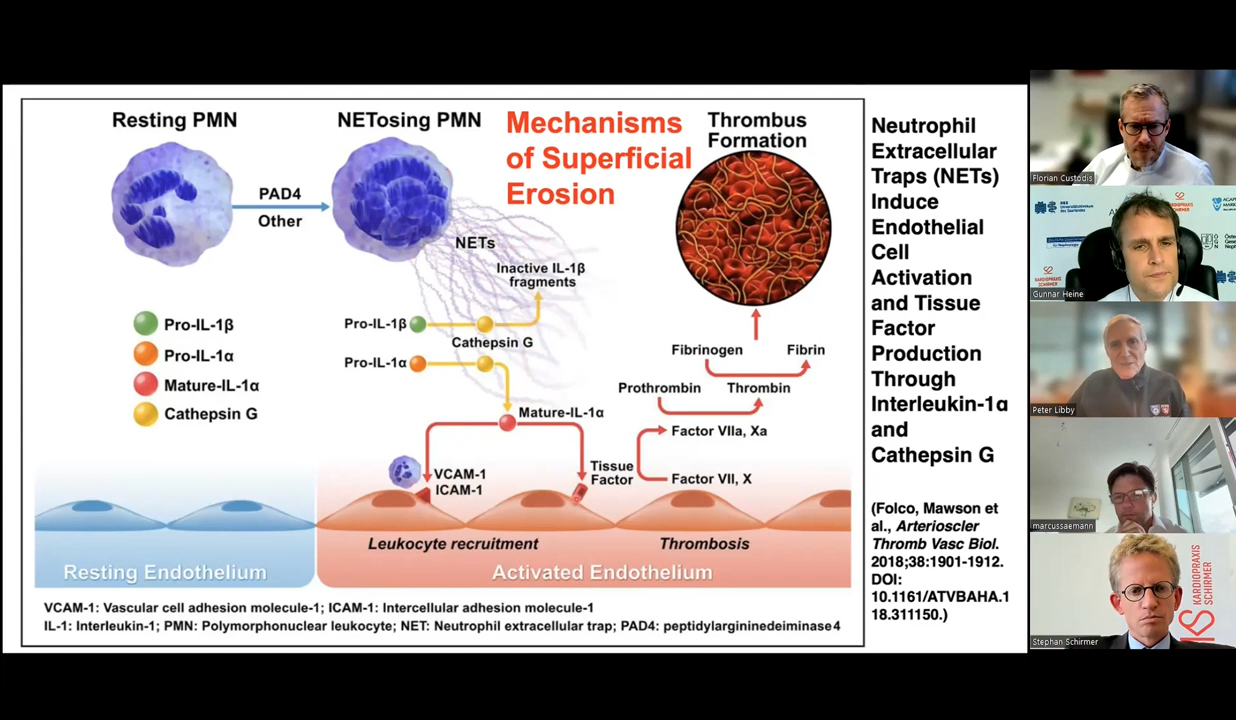 Resting PMN
NETosing PMN
Mechanisms
of Superficial
Erosion
Thrombus
Formation
PAD4
Other
NETs
Inactive IL-1β
fragments
Pro-IL-1β
Cathepsin G
Pro-IL-1α
Mature-IL-1α
Pro-IL-1β
Pro-IL-1α
Mature-IL-1α
Cathepsin G
Fibrinogen
Fibrin
Prothrombin
Thrombin
Factor VIIa, Xa
Factor VII, X
VCAM-1
ICAM-1
Tissue
Factor
Leukocyte recruitment
Thrombosis
Resting Endothelium
Activated Endothelium
VCAM-1: Vascular cell adhesion molecule-1; ICAM-1: Intercellular adhesion molecule-1
IL-1: Interleukin-1; PMN: Polymorphonuclear leukocyte; NET: Neutrophil extracellular trap; PAD4: peptidylargininedeiminase4
Neutrophil
Extracellular
Traps (NETs)
Induce
Endothelial
Cell
Activation
and Tissue
Factor
Production
Through
Interleukin-1α
and
Cathepsin G
(Folco, Mawson et
al., Arterioscler
Thromb Vasc Biol.
2018;38:1901-1912.
DOI:
10.1161/ATVBAHA.1
18.311150.)
Florian Custodis
Gunnar Heine
KARDIOPRAXIS
SCHIRMER
Peter Libby
marcussaemann
Stephan Schirmer
KS KARDIOPRAXIS
SCHIRMER